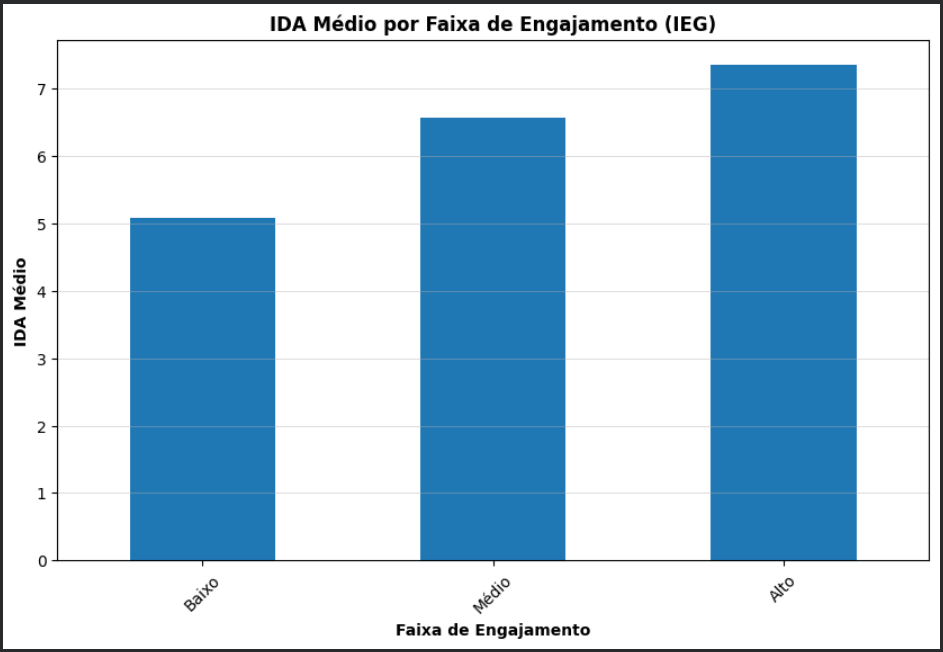 IDA Médio por Faixa de Engajamento (IEG)
IDA Médio
7
6
5
4
3
2
1
0
Baixo
Médio
Alto
Faixa de Engajamento